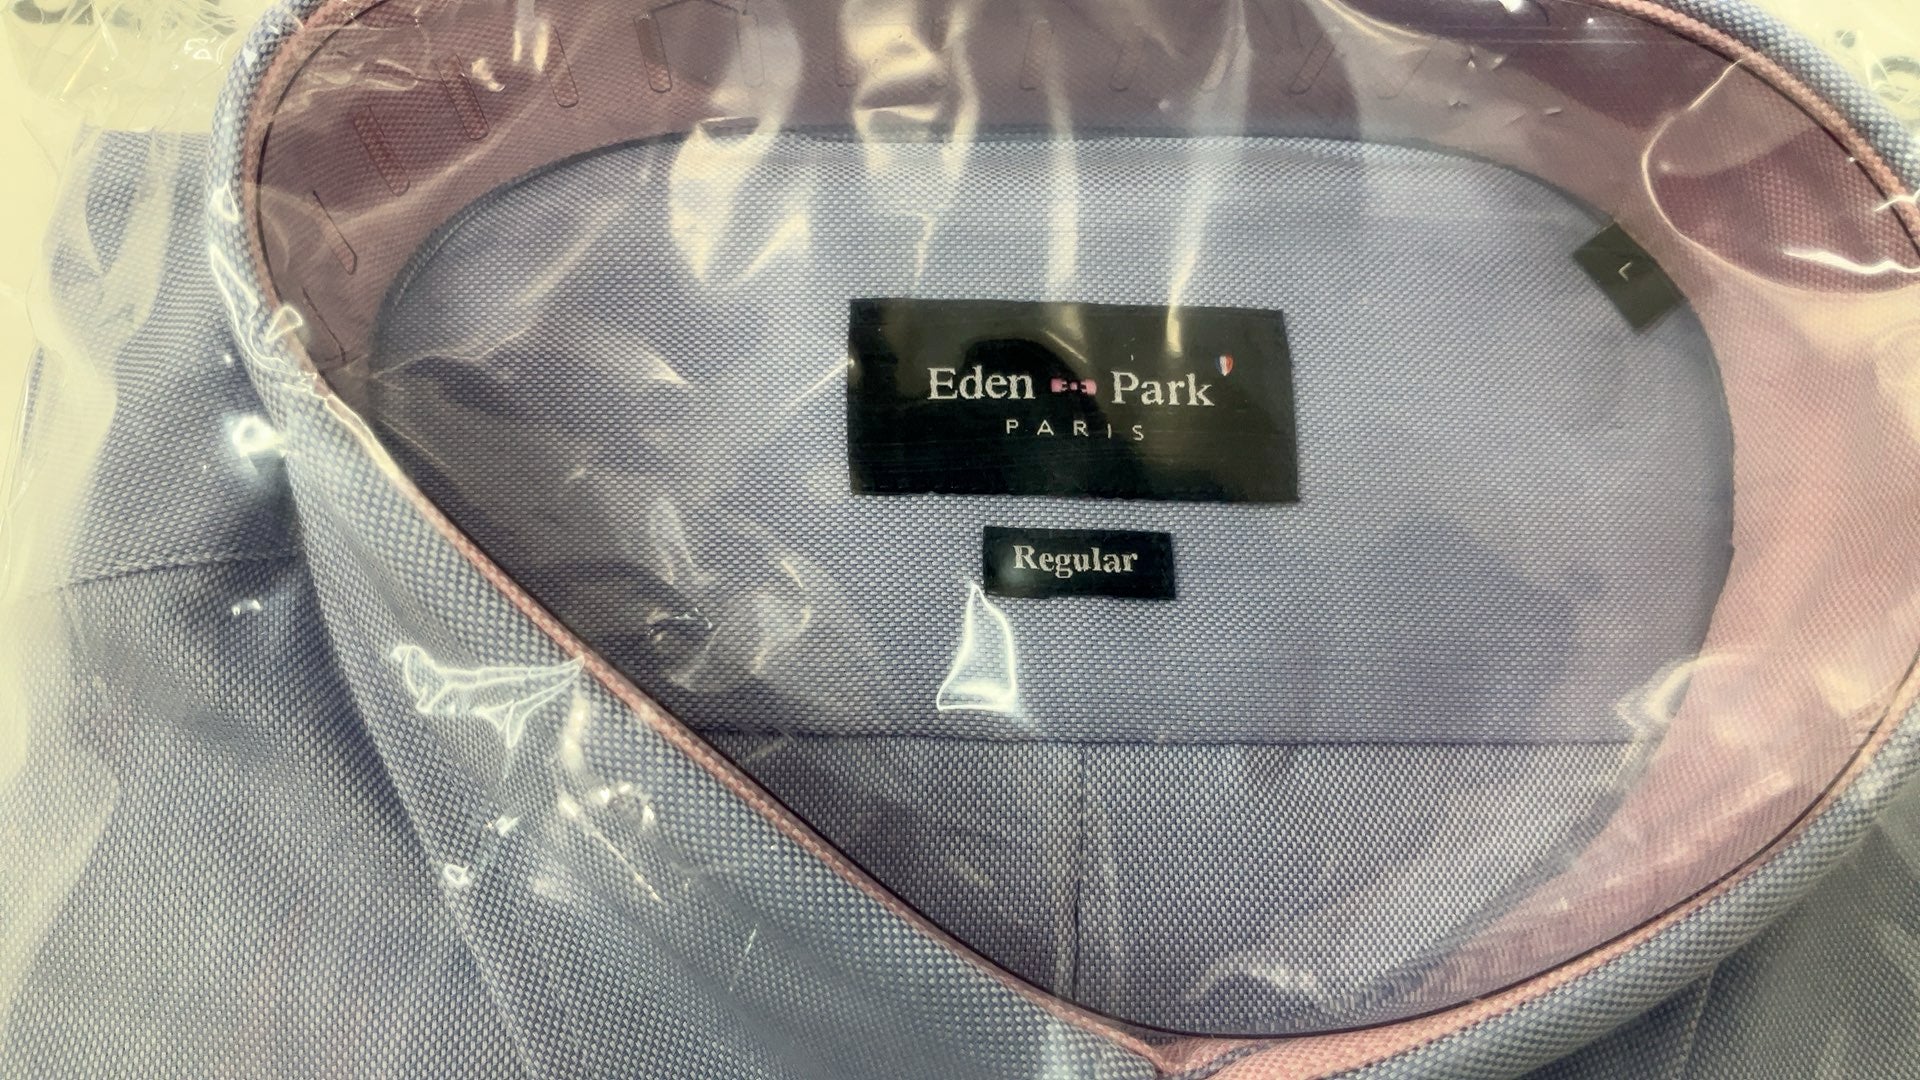 Eden Park
PARIS
L
Regular